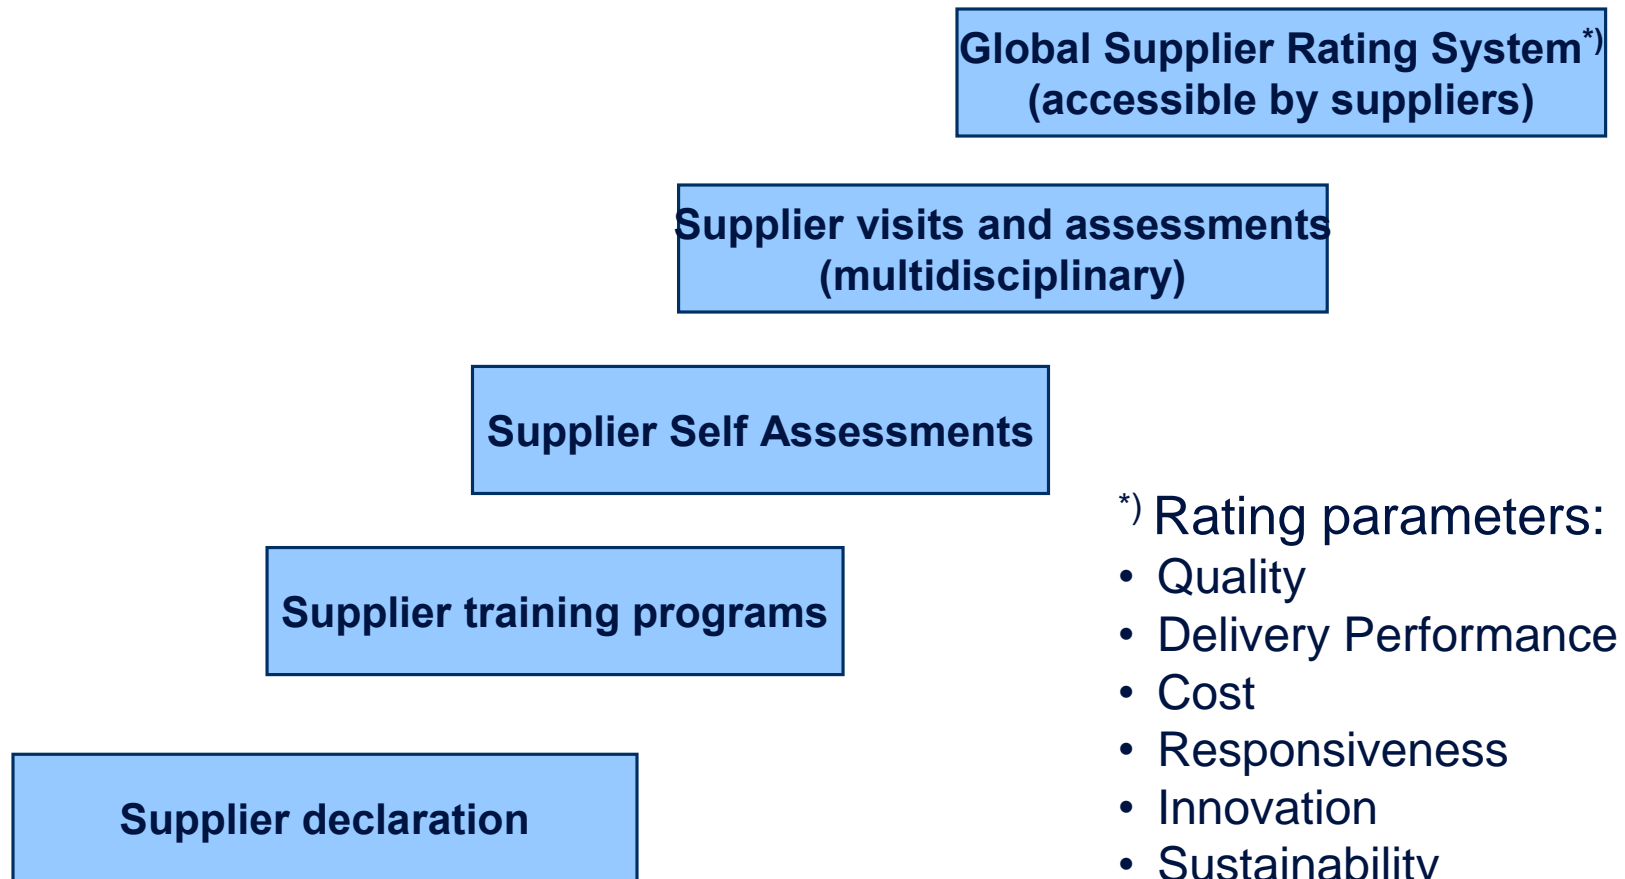 Global Supplier Rating System*)
(accessible by suppliers)
Supplier visits and assessments
(multidisciplinary)
Supplier Self Assessments
Supplier training programs
Supplier declaration
*) Rating parameters:
• Quality
• Delivery Performance
• Cost
• Responsiveness
• Innovation
• Sustainability